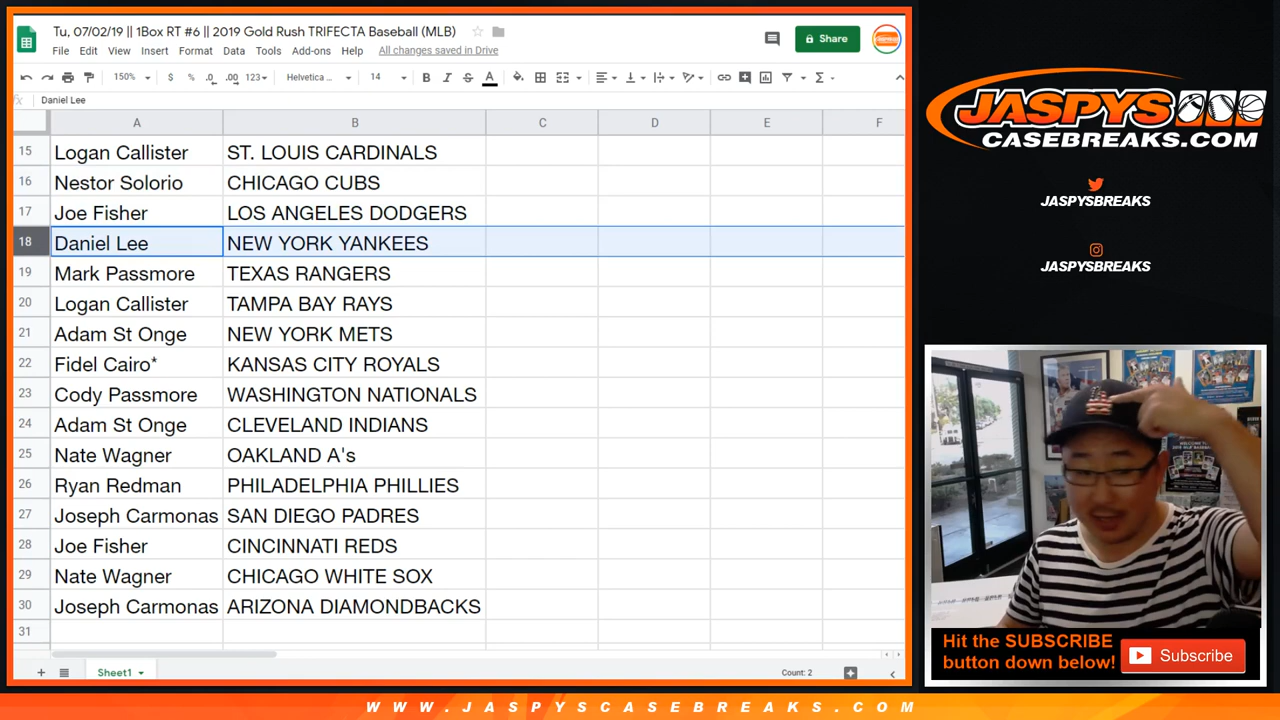 Tu, 07/02/19 || 1Box RT #6 || 2019 Gold Rush TRIFECTA Baseball (MLB)
File Edit View Insert Format Data Tools Add-ons Help All changes saved in Drive
Share
150% $ % .0 .00 123 Helvetica ... 14 B I S A
fx Daniel Lee
A B C D E F
15 Logan Callister ST. LOUIS CARDINALS
16 Nestor Solorio CHICAGO CUBS
17 Joe Fisher LOS ANGELES DODGERS
18 Daniel Lee NEW YORK YANKEES
19 Mark Passmore TEXAS RANGERS
20 Logan Callister TAMPA BAY RAYS
21 Adam St Onge NEW YORK METS
22 Fidel Cairo* KANSAS CITY ROYALS
23 Cody Passmore WASHINGTON NATIONALS
24 Adam St Onge CLEVELAND INDIANS
25 Nate Wagner OAKLAND A's
26 Ryan Redman PHILADELPHIA PHILLIES
27 Joseph Carmonas SAN DIEGO PADRES
28 Joe Fisher CINCINNATI REDS
29 Nate Wagner CHICAGO WHITE SOX
30 Joseph Carmonas ARIZONA DIAMONDBACKS
31
Sheet1
Count: 2
JASPYS
CASEBREAKS.COM
JASPYSBREAKS
JASPYSBREAKS
Hit the SUBSCRIBE
button down below!
Subscribe
WWW.JASPYSCASEBREAKS.COM